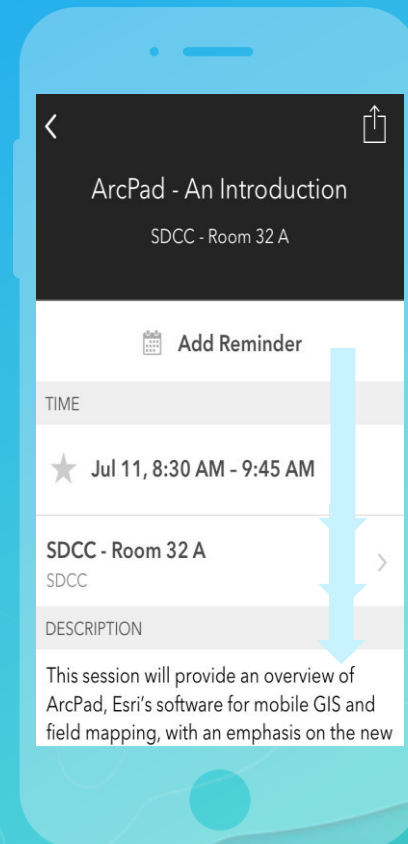 ArcPad - An Introduction
SDCC - Room 32 A
Add Reminder
TIME
Jul 11, 8:30 AM - 9:45 AM
SDCC - Room 32 A
SDCC
DESCRIPTION
This session will provide an overview of
ArcPad, Esri's software for mobile GIS and
field mapping, with an emphasis on the new